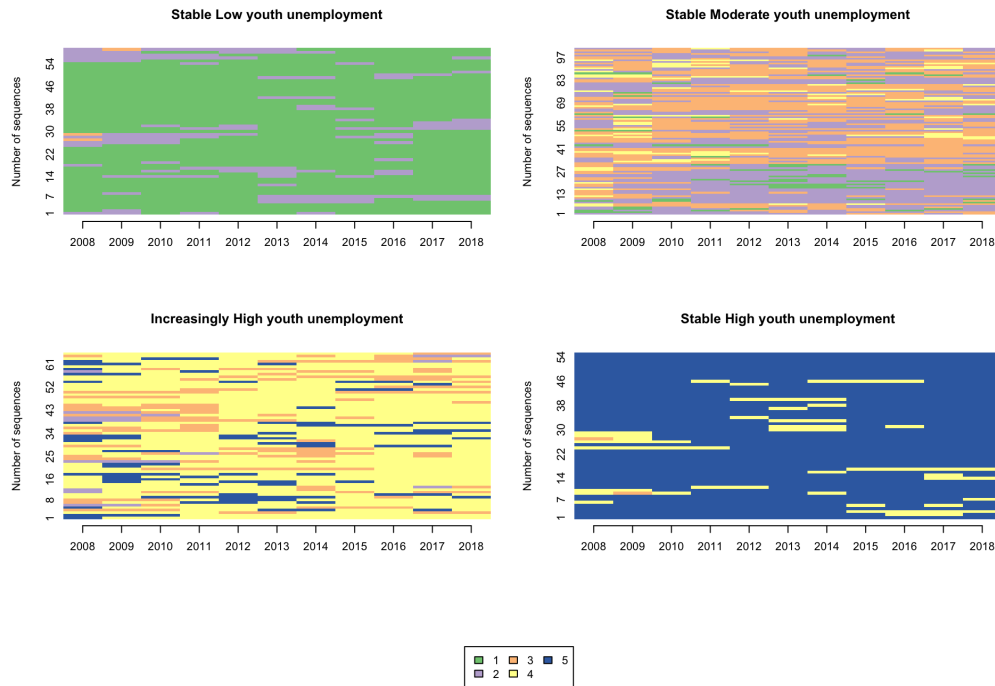 Stable Low youth unemployment
Number of sequences
1 7 14 22 30 38 46 54
2008 2009 2010 2011 2012 2013 2014 2015 2016 2017 2018
Stable Moderate youth unemployment
Number of sequences
1 13 27 41 55 69 83 97
2008 2009 2010 2011 2012 2013 2014 2015 2016 2017 2018
Increasingly High youth unemployment
Number of sequences
1 8 16 25 34 43 52 61
2008 2009 2010 2011 2012 2013 2014 2015 2016 2017 2018
Stable High youth unemployment
Number of sequences
1 7 14 22 30 38 46 54
2008 2009 2010 2011 2012 2013 2014 2015 2016 2017 2018
1 3 5
2 4